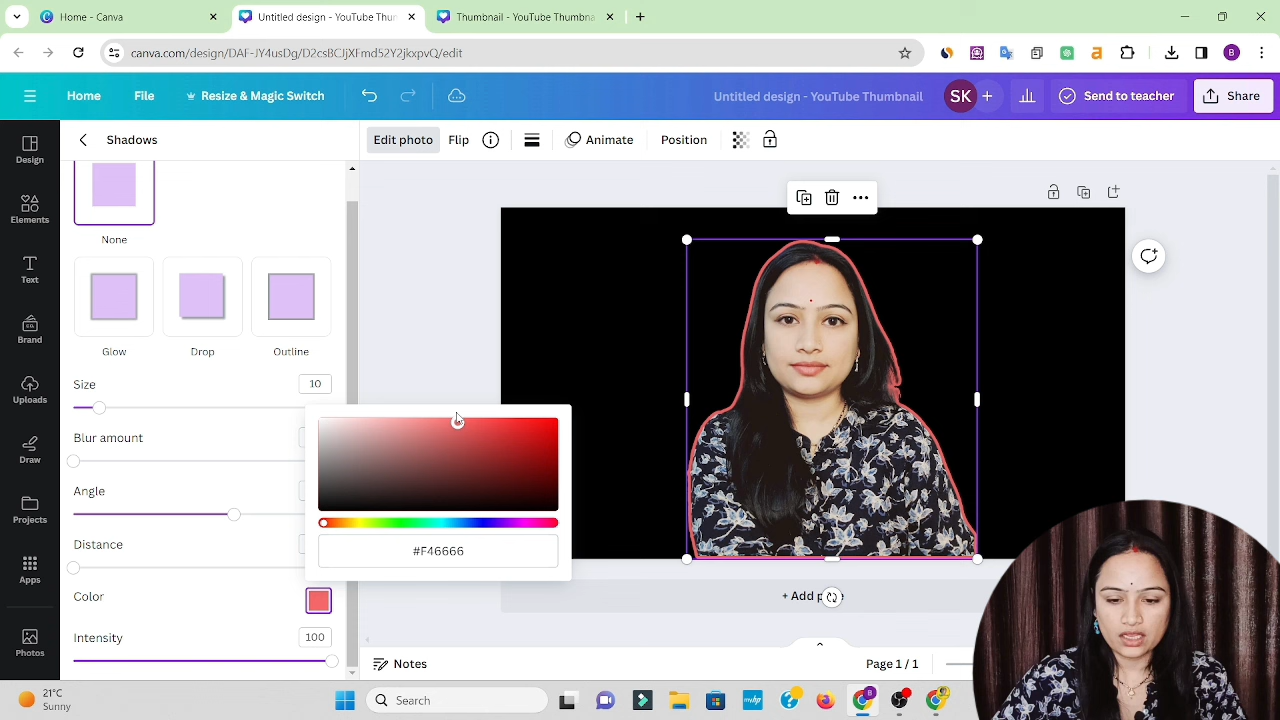 Home - Canva
Untitled design - YouTube Thun
Thumbnail - YouTube Thumbna
canva.com/design/DAF-JY4usDg/D2csBCJjXFmd52Y2jkxpvQ/edit
B
Home
File
Resize & Magic Switch
Untitled design - YouTube Thumbnail
SK
Send to teacher
Share
Design
Elements
Text
Brand
Uploads
Draw
Projects
Apps
Photos
Shadows
None
Glow
Drop
Outline
Size
10
Blur amount
Angle
Distance
Color
Intensity
100
#F46666
Edit photo
Flip
Animate
Position
+ Add p
Notes
Page 1 / 1
21°C
Sunny
Search